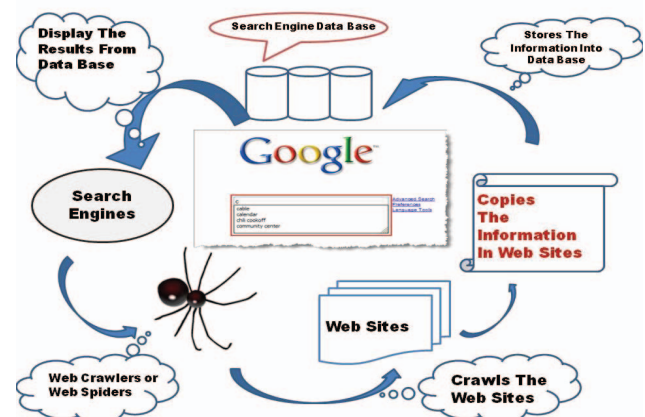 Display The
Results From
Data Base
Search Engine Data Base
Stores The
Information Into
Data Base
Google™
c
cable
calendar
chili cookoff
community center
Advanced Search
Preferences
Language Tools
Search
Engines
Copies
The
Information
In Web Sites
Web Sites
Web Crawlers or
Web Spiders
Crawls The
Web Sites